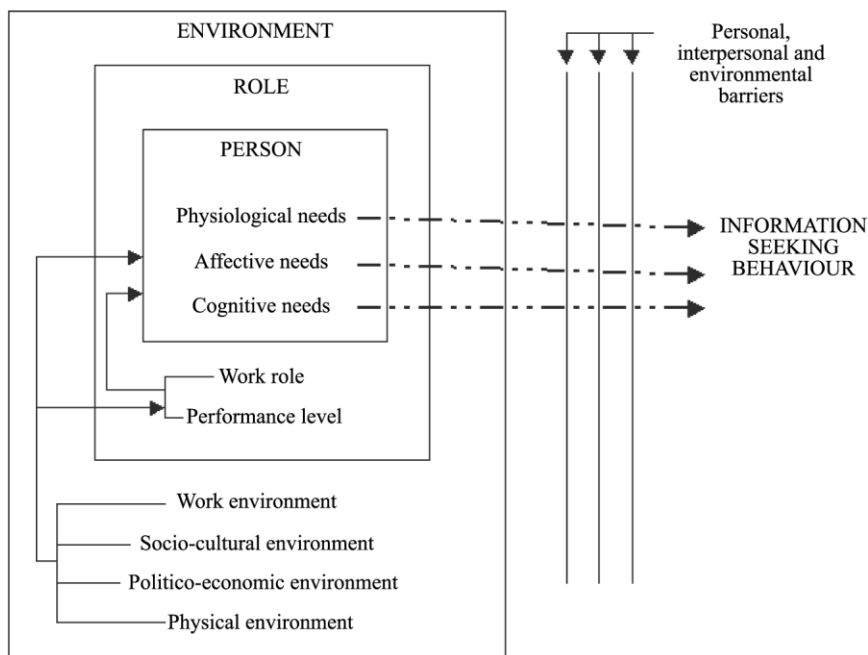 ENVIRONMENT
ROLE
PERSON
Physiological needs
Affective needs
Cognitive needs
Work role
Performance level
Work environment
Socio-cultural environment
Politico-economic environment
Physical environment
Personal,
interpersonal and
environmental
barriers
INFORMATION
SEEKING
BEHAVIOUR